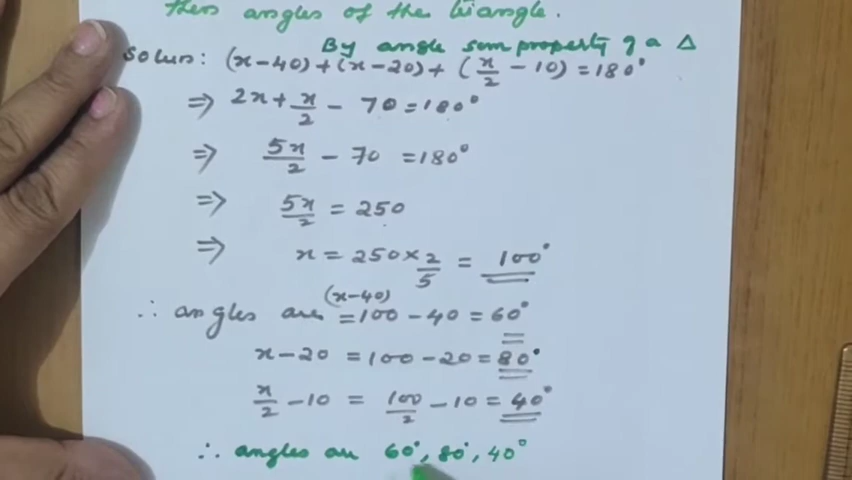 then angles of the triangle.
By angle sum property of a Δ
Soln: (x-40)+(x-20)+(x/2-10)=180°
⇒ 2x+x/2-70=180°
⇒ 5x/2-70=180°
⇒ 5x/2=250
⇒ x=250×2/5=100°
(x-40)
∴ angles are =100-40=60°
x-20=100-20=80°
x/2-10=100/2-10=40°
∴ angles are 60°, 80°, 40°